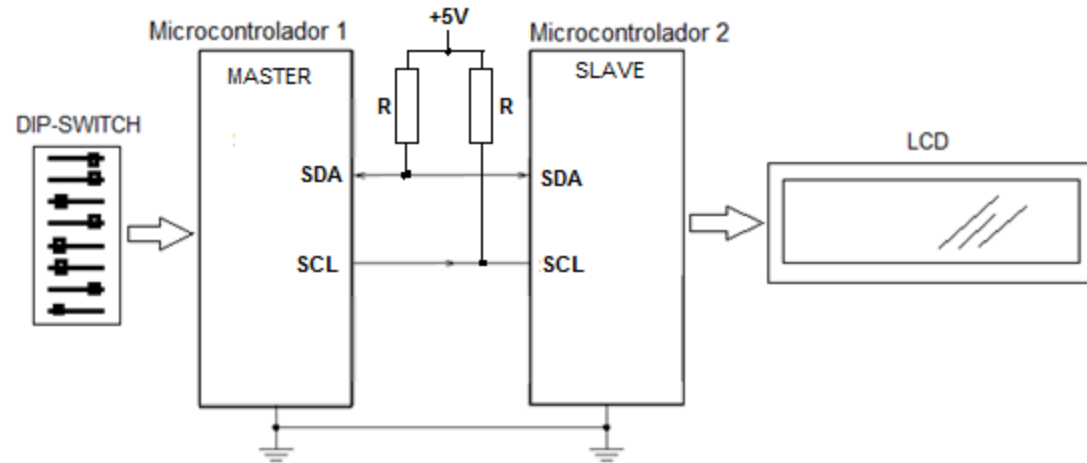 +5V
Microcontrolador 1
Microcontrolador 2
MASTER
SLAVE
R
R
DIP-SWITCH
LCD
SDA
SDA
SCL
SCL